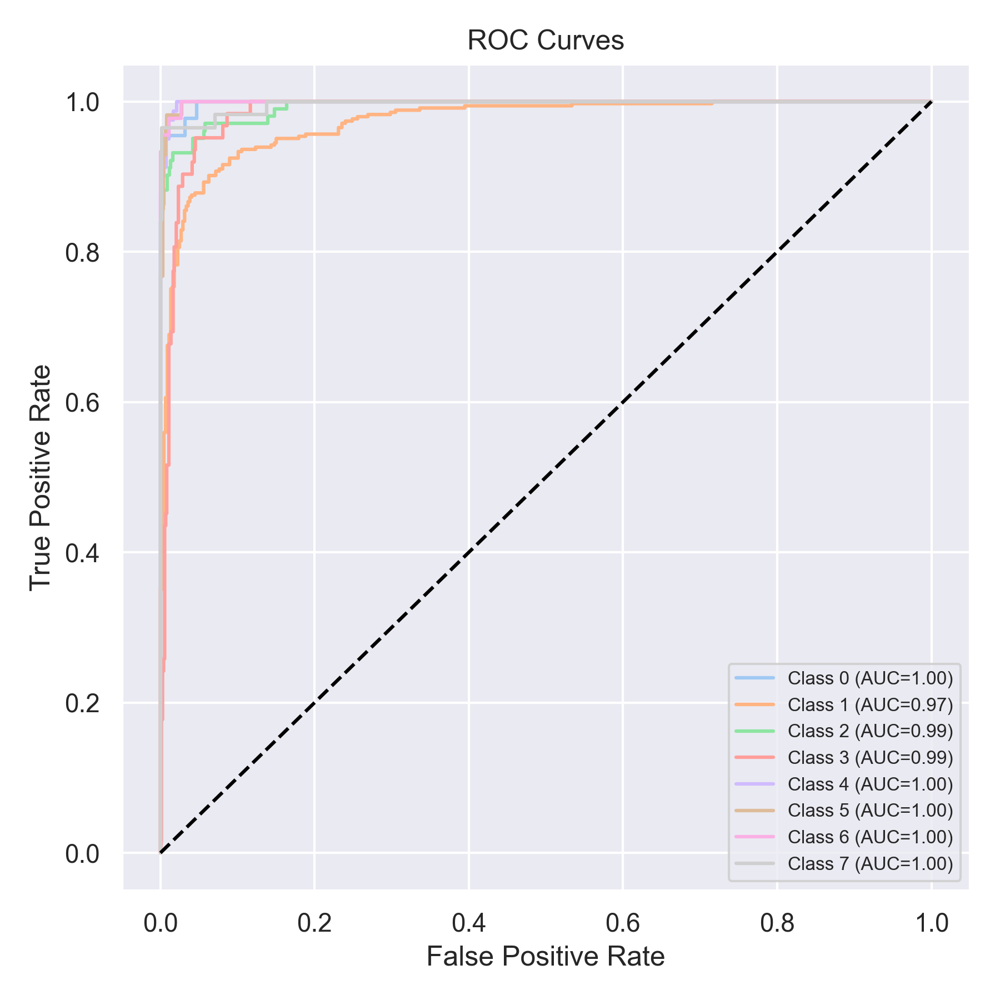 ROC Curves
1.0
0.8
0.6
0.4
0.2
0.0
True Positive Rate
0.0 0.2 0.4 0.6 0.8 1.0
False Positive Rate
Class 0 (AUC=1.00)
Class 1 (AUC=0.97)
Class 2 (AUC=0.99)
Class 3 (AUC=0.99)
Class 4 (AUC=1.00)
Class 5 (AUC=1.00)
Class 6 (AUC=1.00)
Class 7 (AUC=1.00)